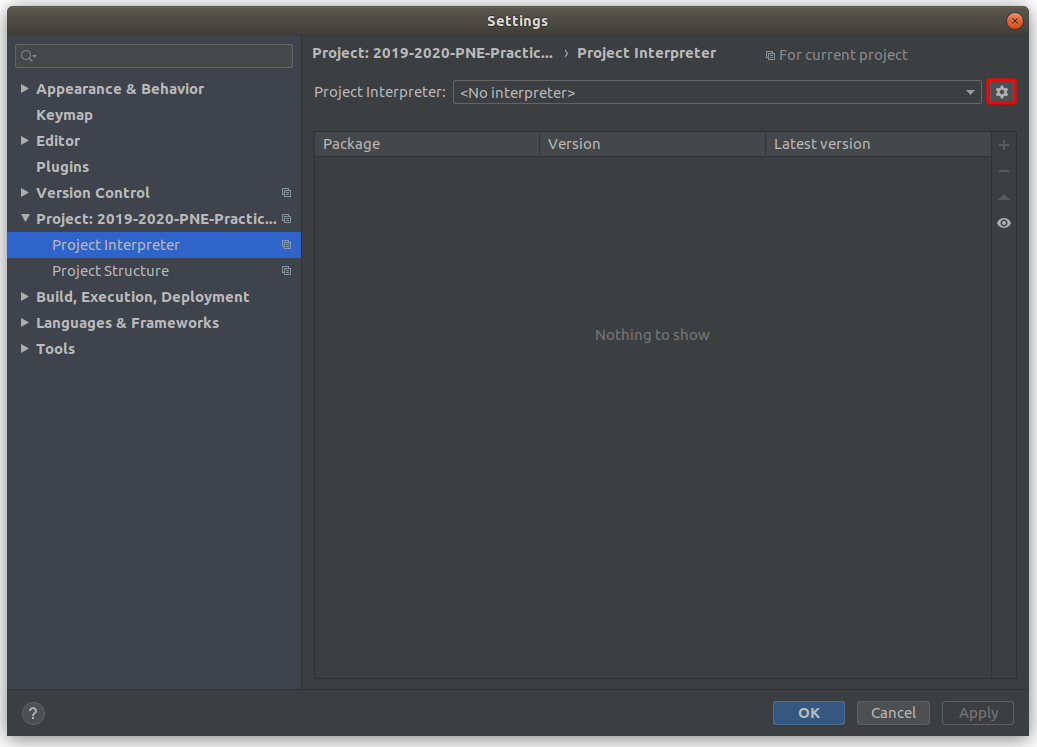 Settings
Project: 2019-2020-PNE-Practic... › Project Interpreter
For current project
Appearance & Behavior
Keymap
Editor
Plugins
Version Control
Project: 2019-2020-PNE-Practic...
Project Interpreter
Project Structure
Build, Execution, Deployment
Languages & Frameworks
Tools
Project Interpreter: <No interpreter>
Package Version Latest version
Nothing to show
?
OK Cancel Apply